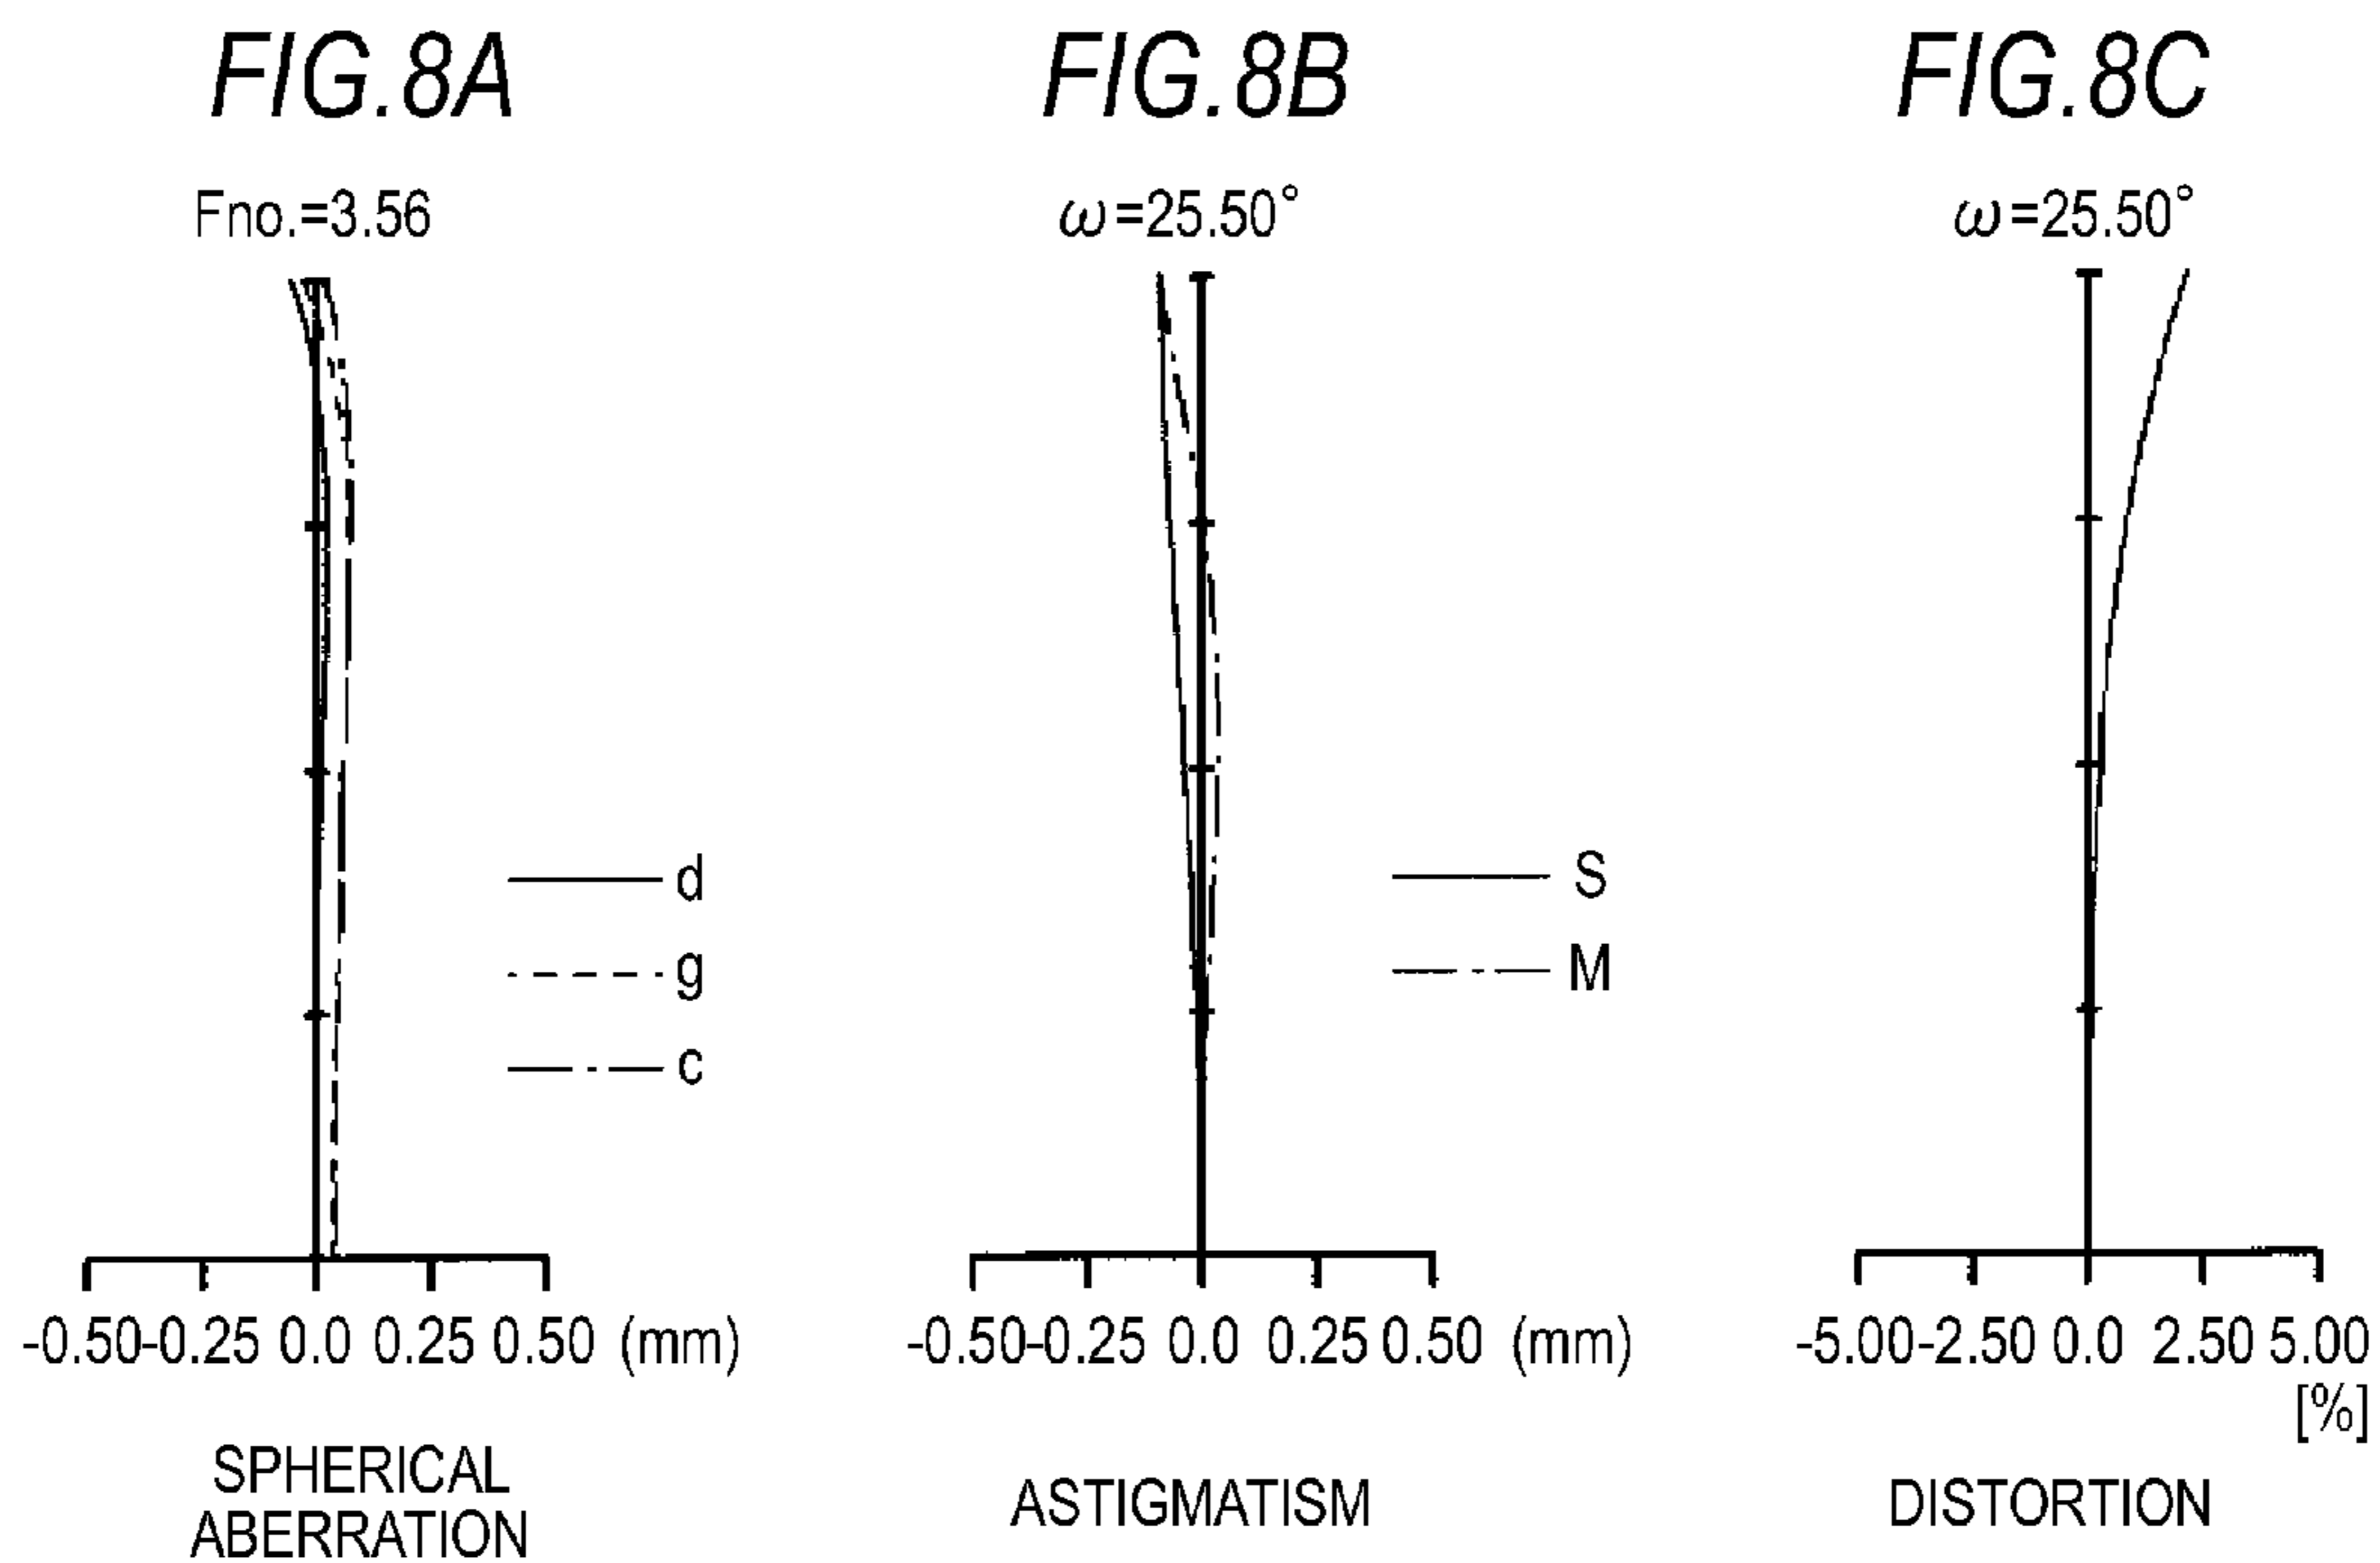 FIG.8A
Fno.=3.56
d
g
c
-0.50-0.25 0.0 0.25 0.50 (mm)
SPHERICAL
ABERRATION
FIG.8B
ω=25.50°
S
M
-0.50-0.25 0.0 0.25 0.50 (mm)
ASTIGMATISM
FIG.8C
ω=25.50°
-5.00-2.50 0.0 2.50 5.00
[%]
DISTORTION